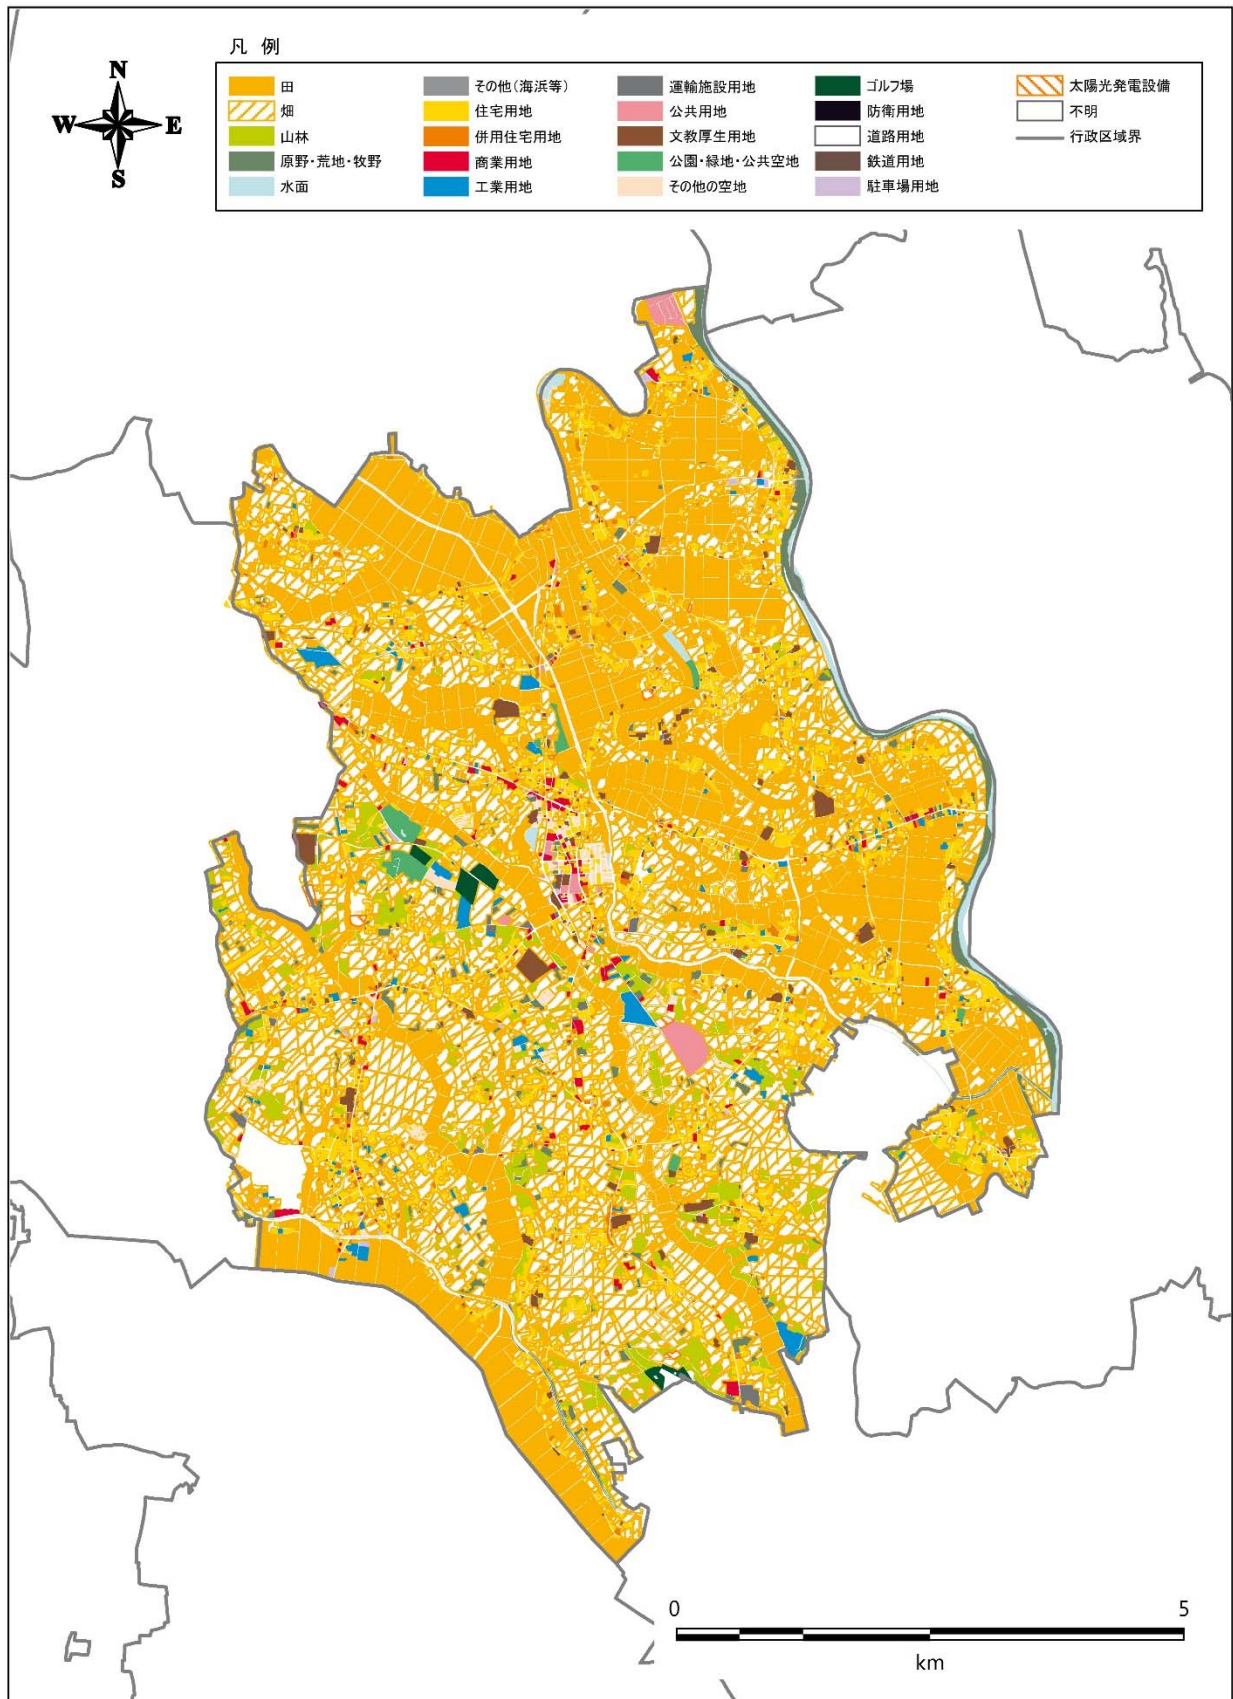 凡 例
N
W E
S
田 その他(海浜等) 運輸施設用地 ゴルフ場 太陽光発電設備
畑 住宅用地 公共用地 防衛用地 不明
山林 併用住宅用地 文教厚生用地 道路用地 行政区域界
原野・荒地・牧野 商業用地 公園・緑地・公共空地 鉄道用地
水面 工業用地 その他の空地 駐車場用地
0 5
km